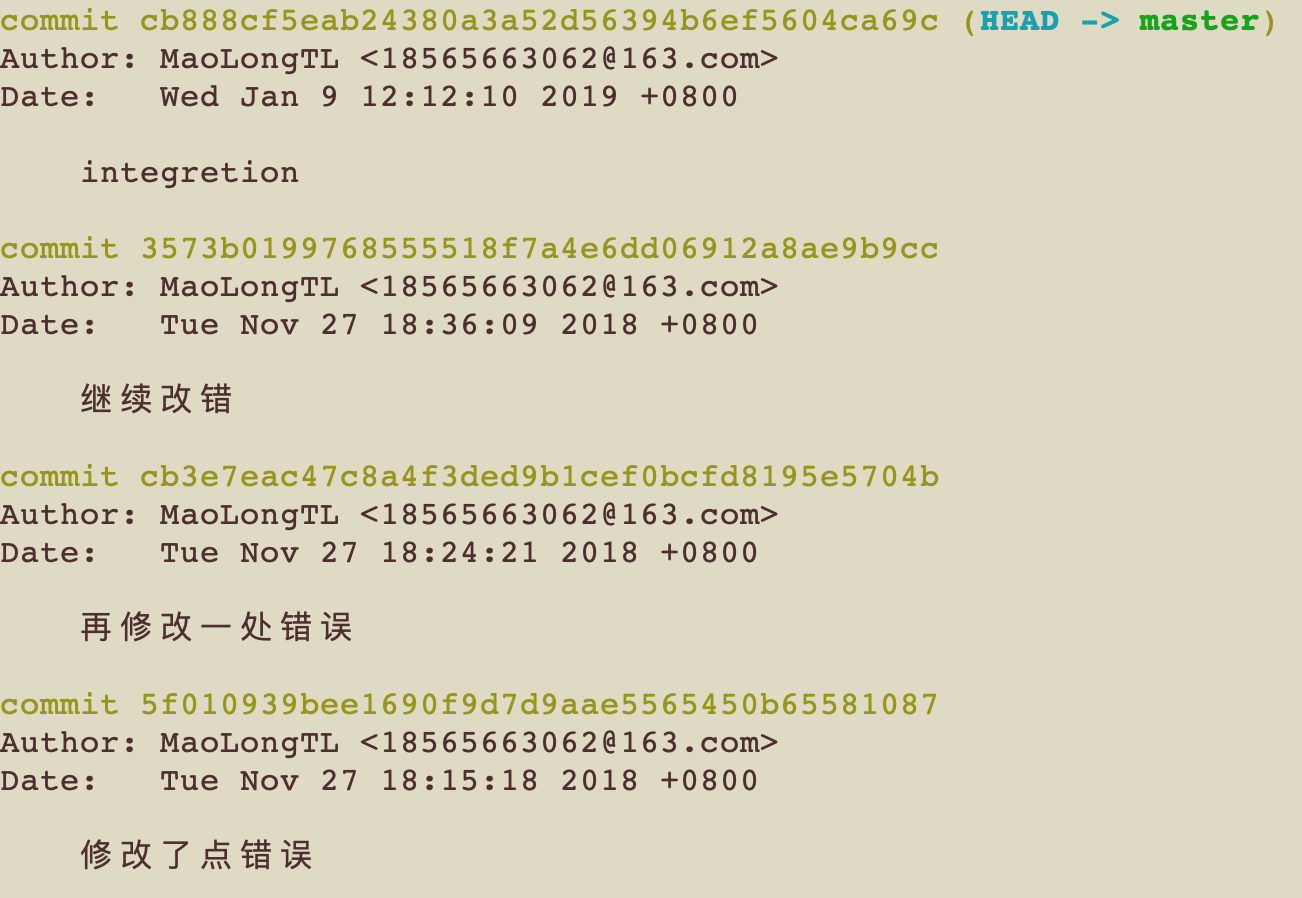 commit cb888cf5eab24380a3a52d56394b6ef5604ca69c (HEAD -> master)
Author: MaoLongTL <18565663062@163.com>
Date:   Wed Jan 9 12:12:10 2019 +0800
integretion
commit 3573b0199768555518f7a4e6dd06912a8ae9b9cc
Author: MaoLongTL <18565663062@163.com>
Date:   Tue Nov 27 18:36:09 2018 +0800
继续改错
commit cb3e7eac47c8a4f3ded9b1cef0bcfd8195e5704b
Author: MaoLongTL <18565663062@163.com>
Date:   Tue Nov 27 18:24:21 2018 +0800
再修改一处错误
commit 5f010939bee1690f9d7d9aae5565450b65581087
Author: MaoLongTL <18565663062@163.com>
Date:   Tue Nov 27 18:15:18 2018 +0800
修改了点错误